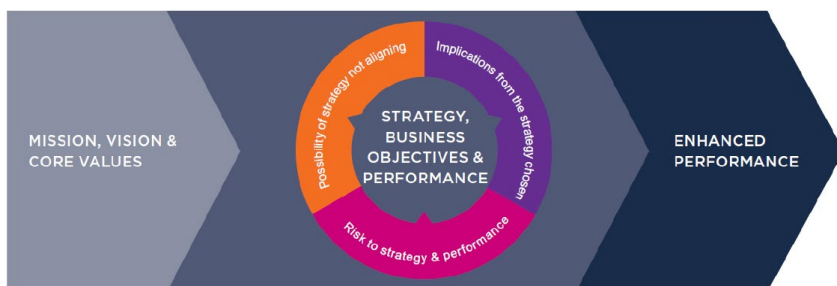 MISSION, VISION &
CORE VALUES
Possibility of strategy not aligning
Implications from the strategy chosen
STRATEGY,
BUSINESS
OBJECTIVES &
PERFORMANCE
Risk to strategy & performance
ENHANCED
PERFORMANCE